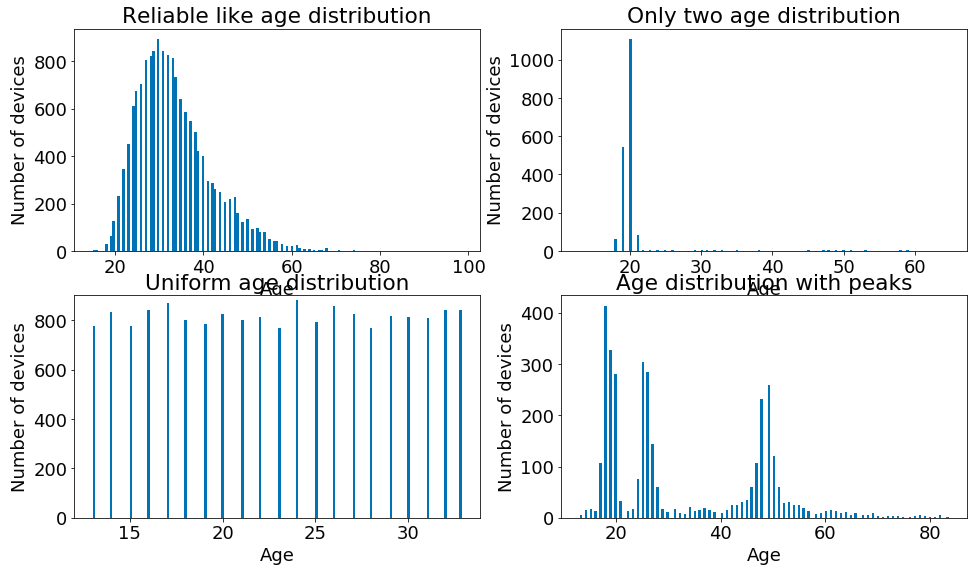 Reliable like age distribution
Number of devices
800
600
400
200
0
20 40 60 80 100
Age
Only two age distribution
Number of devices
1000
800
600
400
200
0
20 30 40 50 60
Age
Uniform age distribution
Number of devices
800
600
400
200
0
15 20 25 30
Age
Age distribution with peaks
Number of devices
400
300
200
100
0
20 40 60 80
Age